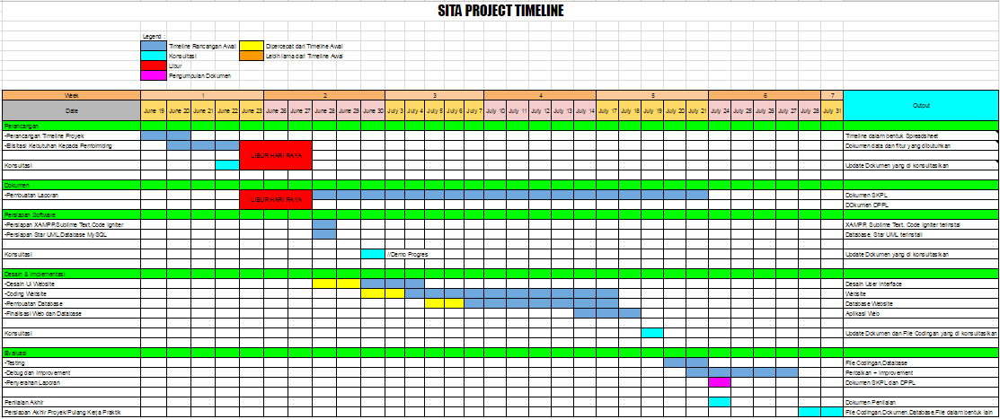 SITA PROJECT TIMELINE
Legend :
Timeline Rancangan Awal Dipercepat dari Timeline Awal
Konsultasi Lebih lama dari Timeline Awal
Libur
Pengumpulan Dokumen
Week 1 2 3 4 5 6 7 Output
Date June 19 June 20 June 21 June 22 June 23 June 26 June 27 June 28 June 29 June 30 July 3 July 4 July 5 July 6 July 7 July 10 July 11 July 12 July 13 July 14 July 17 July 18 July 19 July 20 July 21 July 24 July 25 July 26 July 27 July 28 July 31
Perancangan
-Perancangan Timeline Proyek Timeline dalam bentuk Spreadsheet
-Elisitasi Kebutuhan Kepada Pembimbing Dokumen data dan fitur yang dibutuhkan
LIBUR HARI RAYA
Konsultasi Update Dokumen yang di konsultasikan
Dokumen
-Pembuatan Laporan LIBUR HARI RAYA Dokumen SKPL
DOkumen DPPL
Persiapan Software
-Persiapan XAMPP,Sublime Text,Code Igniter XAMPP, Sublime Text, Code Igniter terinstal
-Persiapan Star UML,Database MySQL Database, Star UML terinstall
Konsultasi //Demo Progres Update Dokumen yang di konsultasikan
Desain & Implementasi
-Desain UI Website Desain User Interface
-Coding Website Website
-Pembuatan Database Database Website
-Finalisasi Web dan Database Aplikasi Web
Konsultasi Update Dokumen dan File Codingan yang di konsultasikan
Evaluasi
-Testing File Codingan,Database
-Debug dan Improvement Perbaikan + Improvement
-Penyerahan Laporan Dokumen SKPL dan DPPL
Penilaian Akhir Dokumen Penilaian
Persiapan Akhir Proyek/Pulang Kerja Praktik File Codingan,Dokumen,Database,File dalam bentuk lain